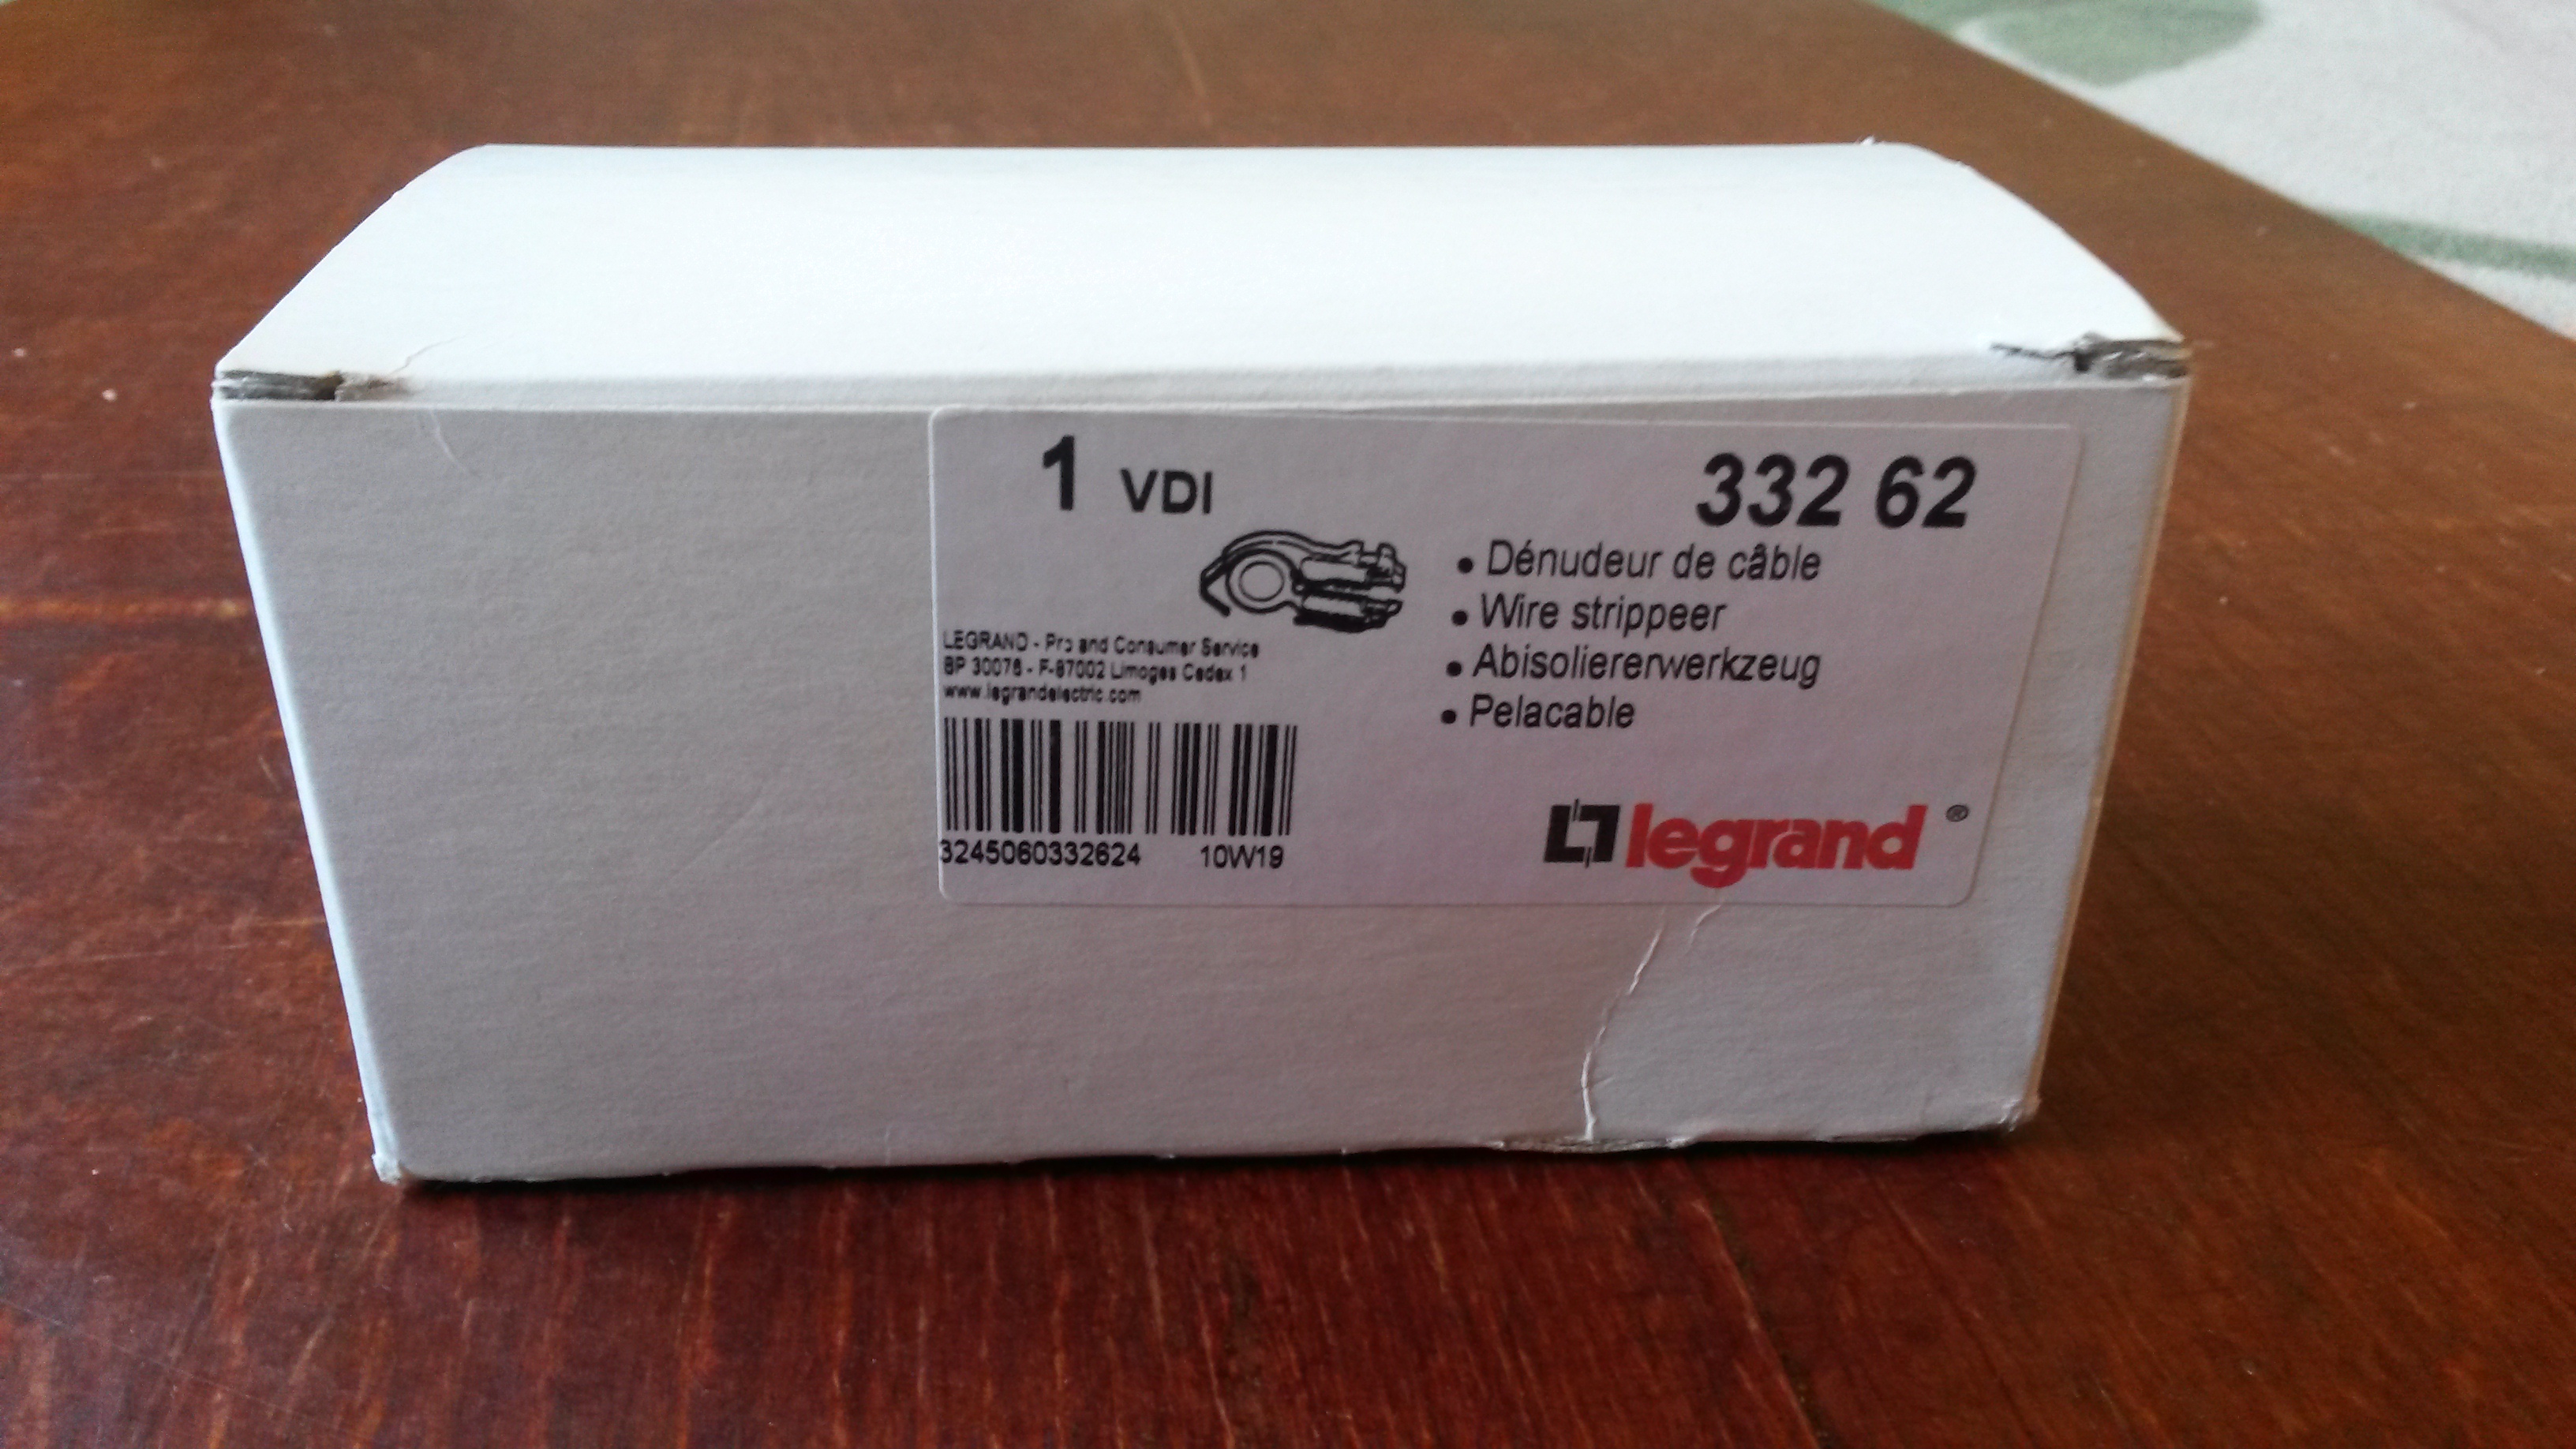 1 VDI
332 62
• Dénudeur de câble
• Wire strippeer
• Abisoliererwerkzeug
• Pelacable
LEGRAND - Pro and Consumer Service
BP 30076 - F-87002 Limoges Cedex 1
www.legrandelectric.com
3245060332624 10W19
legrand ®